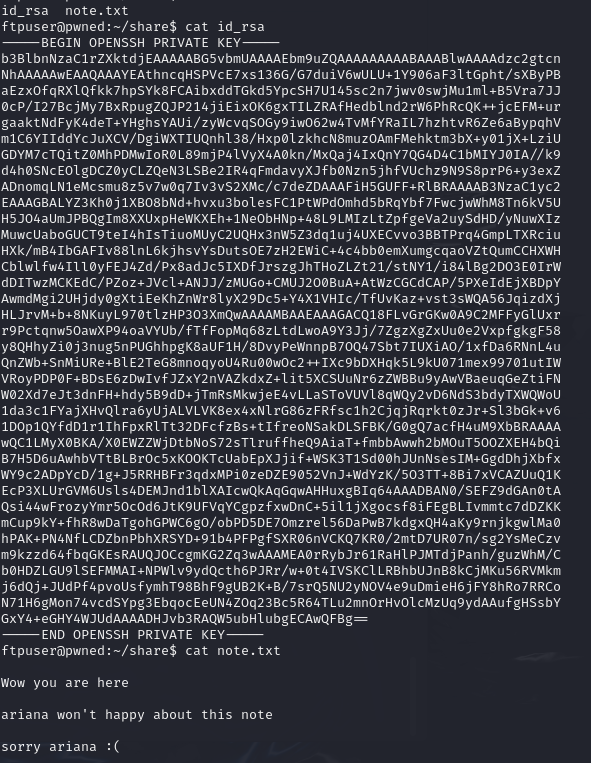 id_rsa  note.txt
ftpuser@pwned:~/share$ cat id_rsa
-----BEGIN OPENSSH PRIVATE KEY-----
b3BlbnNzaC1rZXktdjEAAAAABG5vbmUAAAAEbm9uZQAAAAAAAAABAAABlwAAAAdzc2gtcn
NhAAAAAwEAAQAAAYEAthncqHSPVcE7xs136G/G7duiV6wULU+1Y906aF3ltGpht/sXByPB
aEzxOfqRXlQfkk7hpSYk8FCAibxddTGkd5YpcSH7U145sc2n7jwv0swjMu1ml+B5Vra7JJ
0cP/I27BcjMy7BxRpugZQJP214jiEixOK6gxTILZRAfHedblnd2rW6PhRcQK++jcEFM+ur
gaaktNdFyK4deT+YHghsYAUi/zyWcvqSOGy9iwO62w4TvMfYRaIL7hzhtvR6Ze6aBypqhV
m1C6YIIddYcJuXCV/DgiWXTIUQnhl38/Hxp0lzkhcN8muzOAmFMehktm3bX+y01jX+LziU
GDYM7cTQitZ0MhPDMwIoR0L89mjP4lVyX4A0kn/MxQaj4IxQnY7QG4D4C1bMIYJ0IA//k9
d4h0SNcEOlgDCZ0yCLZQeN3LSBe2IR4qFmdavyXJfb0Nzn5jhfVUchz9N9S8prP6+y3exZ
ADnomqLN1eMcsmu8z5v7w0q7Iv3vS2XMc/c7deZDAAAFiH5GUFF+RlBRAAAAB3NzaC1yc2
EAAAGBALYZ3Kh0j1XBO8bNd+hvxu3bolesFC1PtWPdOmhd5bRqYbf7FwcjwWhM8Tn6kV5U
H5JO4aUmJPBQgIm8XXUxpHeWKXEh+1NeObHNp+48L9LMIzLtZpfgeVa2uySdHD/yNuwXIz
MuwcUaboGUCT9teI4hIsTiuoMUyC2UQHx3nW5Z3dq1uj4UXECvvo3BBTPrq4GmpLTXRciu
HXk/mB4IbGAFIv88lnL6kjhsvYsDutsOE7zH2EWiC+4c4bb0emXumgcqaoVZtQumCCHXWH
Cblwlfw4Ill0yFEJ4Zd/Px8adJc5IXDfJrszgJhTHoZLZt21/stNY1/i84lBg2DO3E0IrW
dDITwzMCKEdC/PZoz+JVcl+ANJJ/zMUGo+CMUJ2O0BuA+AtWzCGCdCAP/5PXeIdEjXBDpY
AwmdMgi2UHjdy0gXtiEeKhZnWr8lyX29Dc5+Y4X1VHIc/TfUvKaz+vst3sWQA56JqizdXj
HLJrvM+b+8NKuyL970tlzHP3O3XmQwAAAAMBAAEAAAGACQ18FLvGrGKw0A9C2MFFyGlUxr
r9Pctqnw5OawXP94oaVYUb/fTfFopMq68zLtdLwoA9Y3Jj/7ZgzXgZxUu0e2VxpfgkgF58
y8QHhyZi0j3nug5nPUGhhpgK8aUF1H/8DvyPeWnnpB7OQ47Sbt7IUXiAO/1xfDa6RNnL4u
QnZWb+SnMiURe+BlE2TeG8mnoqyoU4Ru00wOc2++IXc9bDXHqk5L9kU071mex99701utIW
VRoyPDP0F+BDsE6zDwIvfJZxY2nVAZkdxZ+lit5XCSUuNr6zZWBBu9yAwVBaeuqGeZtiFN
W02Xd7eJt3dnFH+hdy5B9dD+jTmRsMkwjeE4vLLaSToVUVl8qWQy2vD6NdS3bdyTXWQWoU
1da3c1FYajXHvQlra6yUjALVLVK8ex4xNlrG86zFRfsc1h2CjqjRqrkt0zJr+Sl3bGk+v6
1DOp1QYfdD1r1IhFpxRlTt32DFcfzBs+tIfreoNSakDLSFBK/G0gQ7acfH4uM9XbBRAAAA
wQC1LMyX0BKA/X0EWZZWjDtbNoS72sTlruffheQ9AiaT+fmbbAwwh2bMOuT5OOZXEH4bQi
B7H5D6uAwhbVTtBLBrOc5xKOOKTcUabEpXJjif+WSK3T1Sd00hJUnNsesIM+GgdDhjXbfx
WY9c2ADpYcD/1g+J5RRHBFr3qdxMPi0zeDZE9052VnJ+WdYzK/5O3TT+8Bi7xVCAZUuQ1K
EcP3XLUrGVM6Usls4DEMJnd1blXAIcwQkAqGqwAHHuxgBIq64AAADBAN0/SEFZ9dGAn0tA
Qsi44wFrozyYmr5OcOd6JtK9UFVqYCgpzfxwDnC+5il1jXgocsf8iFEgBLIvmmtc7dDZKK
mCup9kY+fhR8wDaTgohGPWC6gO/obPD5DE7Omzrel56DaPwB7kdgxQH4aKy9rnjkgwlMa0
hPAK+PN4NfLCDZbnPbhXRSYD+91b4PFPgfSXR06nVCKQ7KR0/2mtD7UR07n/sg2YsMeCzv
m9kzzd64fbqGKEsRAUQJOCcgmKG2Zq3wAAAMEA0rRybJr61RaHlPJMTdjPanh/guzWhM/C
b0HDZLGU9lSEFMMAI+NPWlv9ydQcth6PJRr/w+0t4IVSKClLRBhbUJnB8kCjMKu56RVMkm
j6dQj+JUdPf4pvoUsfymhT98BhF9gUB2K+B/7srQ5NU2yNOV4e9uDmieH6jFY8hRo7RRCo
N71H6gMon74vcdSYpg3EbqocEeUN4ZOq23Bc5R64TLu2mnOrHvOlcMzUq9ydAAufgHSsbY
GxY4+eGHY4WJUdAAAADHJvb3RAQW5ubHlubgECAwQFBg==
-----END OPENSSH PRIVATE KEY-----
ftpuser@pwned:~/share$ cat note.txt
Wow you are here
ariana won't happy about this note
sorry ariana :(